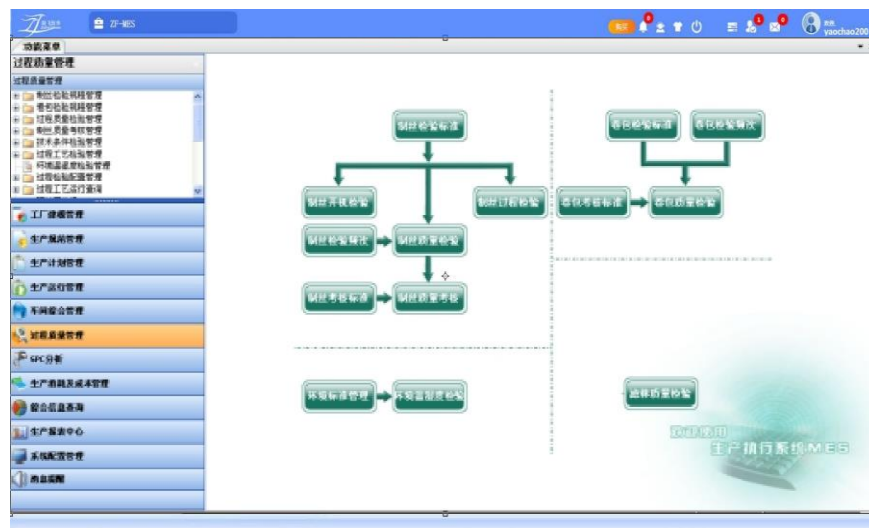 ZF-MES
yaochao200
功能菜单
过程质量管理
过程质量管理
制丝检验规程管理
卷包检验规程管理
过程质量检验管理
制丝质量考核管理
技术条件检验管理
过程工艺检验管理
环境温湿度检验管理
过程检验配置管理
过程工艺运行查询
工厂建模管理
生产计划管理
生产运行管理
车间综合管理
过程质量管理
SPC分析
生产消耗及成本管理
综合信息查询
生产报表中心
系统配置管理
消息提醒
制丝检验标准
卷包检验标准
卷包检验频次
制丝开机检验
制丝过程检验
卷包考核标准
卷包质量检验
制丝检验频次
制丝质量检验
制丝考核标准
制丝质量考核
环境标准管理
环境温湿度检验
滤棒质量检验
欢迎使用
生产执行系统MES